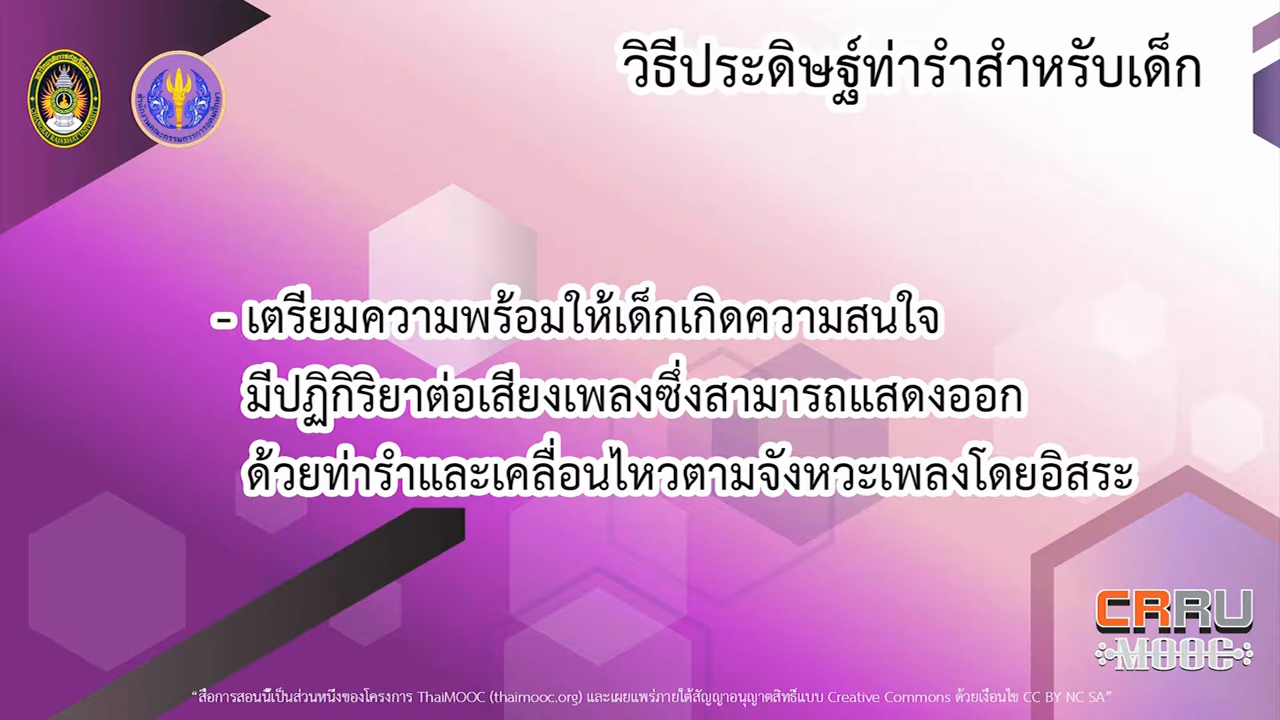 วิธีประดิษฐ์ท่ารำสำหรับเด็ก
- เตรียมความพร้อมให้เด็กเกิดความสนใจ
มีปฏิกิริยาต่อเสียงเพลงซึ่งสามารถแสดงออก
ด้วยท่ารำและเคลื่อนไหวตามจังหวะเพลงโดยอิสระ
CRRU
MOOC
“สื่อการสอนนี้เป็นส่วนหนึ่งของโครงการ ThaiMOOC (thaimooc.org) และเผยแพร่ภายใต้สัญญาอนุญาตสิทธิ์แบบ Creative Commons ด้วยเงื่อนไข CC BY NC SA”